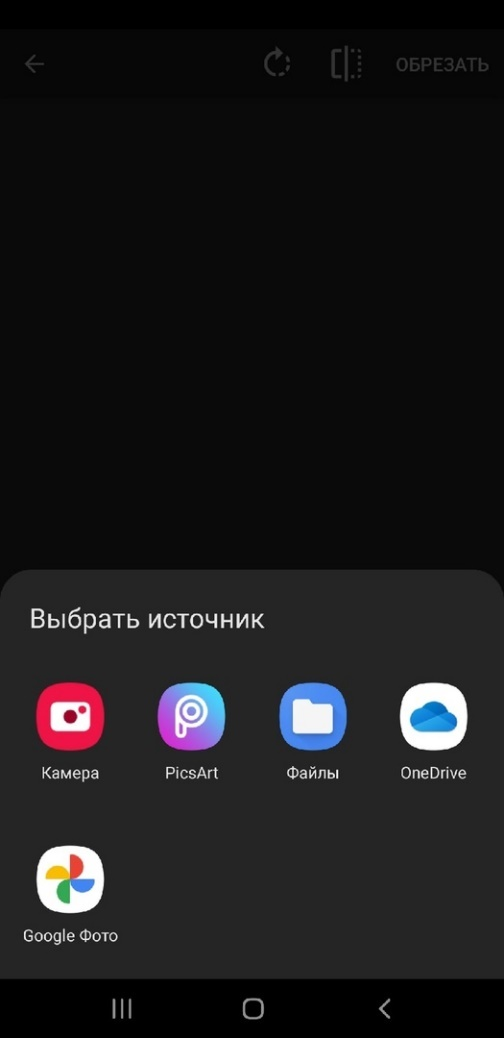 ОБРЕЗАТЬ
Выбрать источник
Камера
PicsArt
Файлы
OneDrive
Google Фото